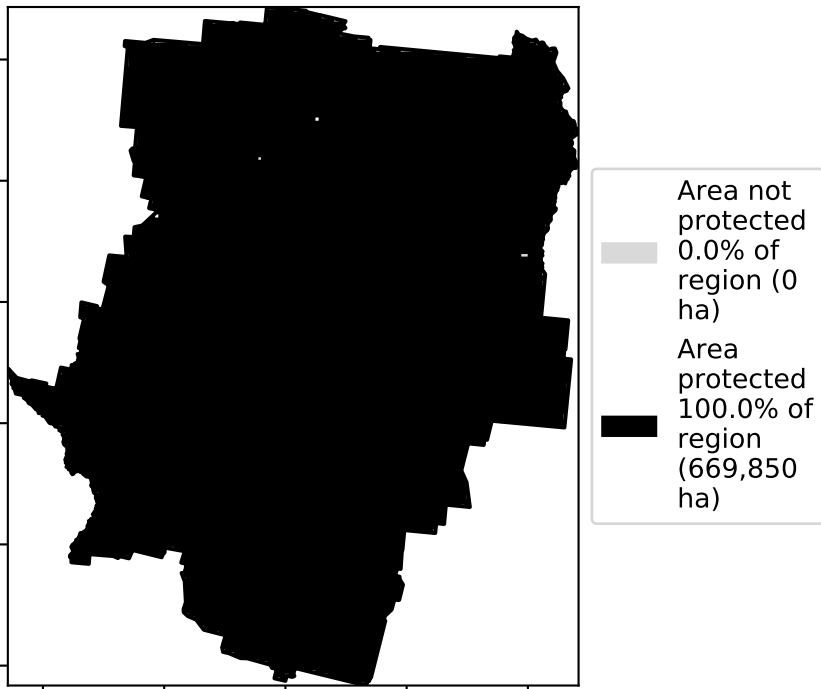 Area not
protected
0.0% of
region (0
ha)
Area
protected
100.0% of
region
(669,850
ha)